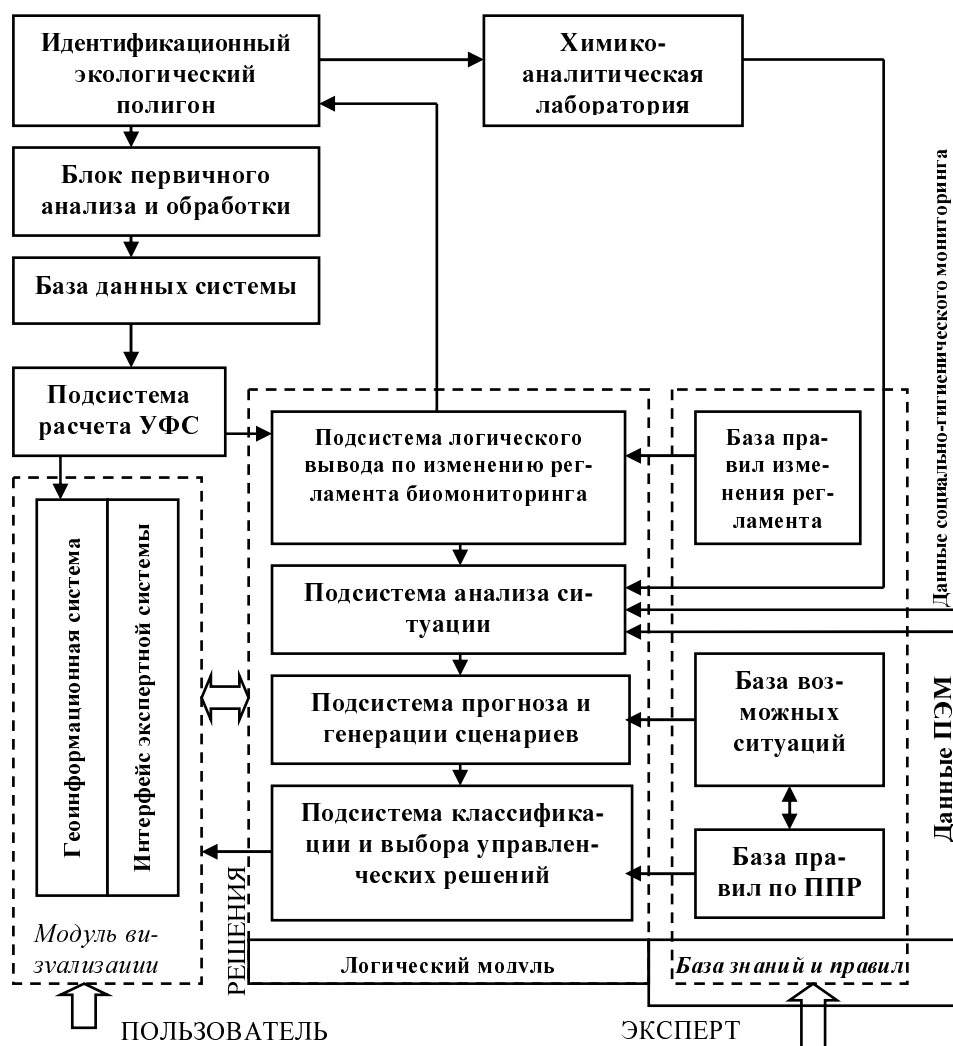 Идентификационный
экологический
полигон
Химико-
аналитическая
лаборатория
Блок первичного
анализа и обработки
База данных системы
Подсистема
расчета УФС
Подсистема логического
вывода по изменению рег-
ламента биомониторинга
База пра-
вил изме-
нения рег-
ламента
Данные социально-гигиенического мониторинга
Геоинформационная система
Интерфейс экспертной системы
Подсистема анализа си-
туации
Подсистема прогноза и
генерации сценариев
База воз-
можных
ситуаций
Данные ПЭМ
Подсистема классифика-
ции и выбора управлен-
ческих решений
База пра-
вил по ППР
Модуль ви-
зуализации
РЕШЕНИЯ
Логический модуль
База знаний и правил
ПОЛЬЗОВАТЕЛЬ
ЭКСПЕРТ